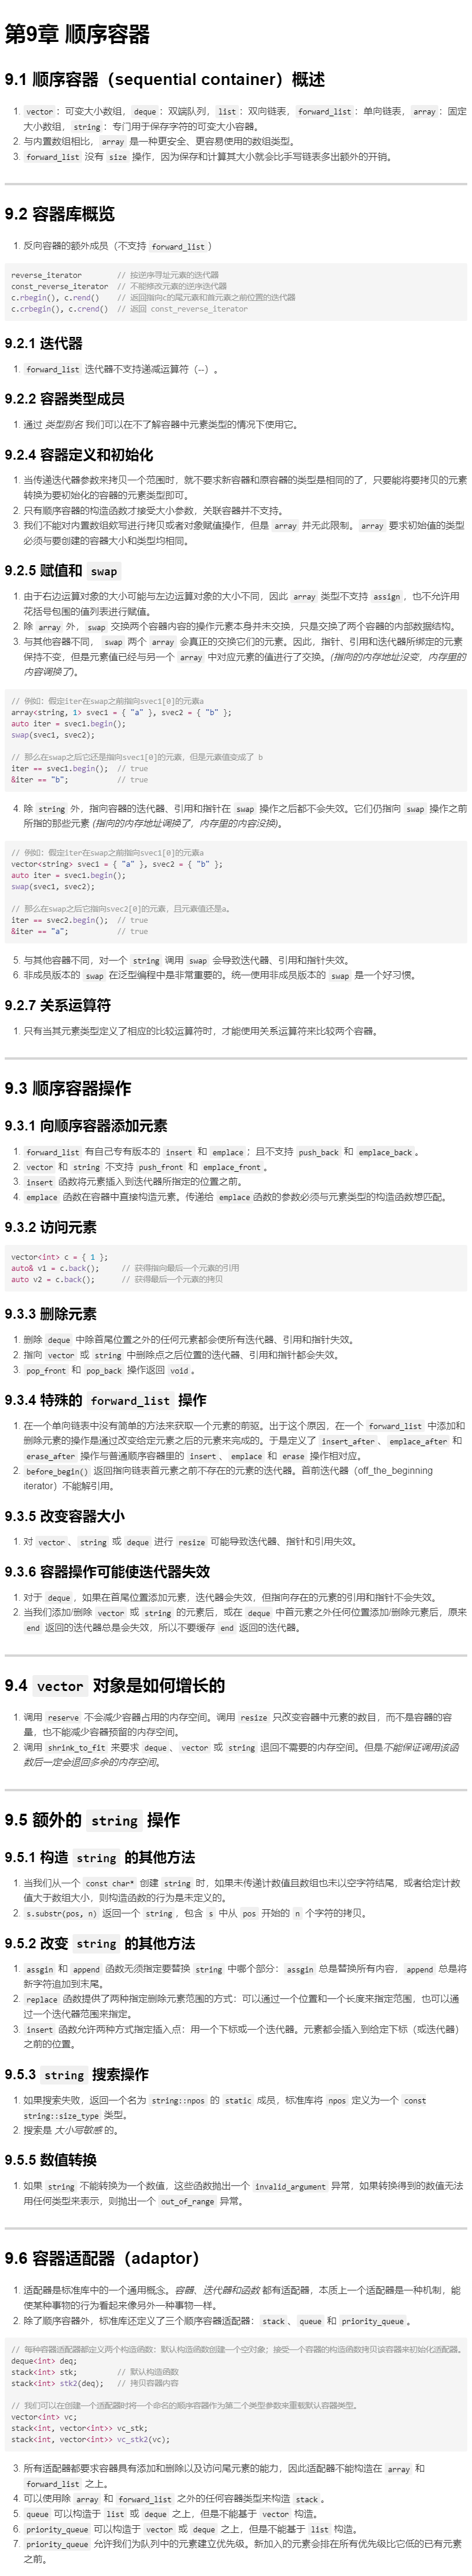 第9章 顺序容器
9.1 顺序容器（sequential container）概述
1. vector：可变大小数组，deque：双端队列，list：双向链表，forward_list：单向链表，array：固定
大小数组，string：专门用于保存字符的可变大小容器。
2. 与内置数组相比，array 是一种更安全、更容易使用的数组类型。
3. forward_list 没有 size 操作，因为保存和计算其大小就会比手写链表多出额外的开销。
9.2 容器库概览
1. 反向容器的额外成员（不支持 forward_list）
reverse_iterator // 按逆序寻址元素的迭代器
const_reverse_iterator // 不能修改元素的逆序迭代器
c.rbegin(), c.rend() // 返回指向c的尾元素和首元素之前位置的迭代器
c.crbegin(), c.crend() // 返回 const_reverse_iterator
9.2.1 迭代器
1. forward_list 迭代器不支持递减运算符（--）。
9.2.2 容器类型成员
1. 通过 类型别名 我们可以在不了解容器中元素类型的情况下使用它。
9.2.4 容器定义和初始化
1. 当传递迭代器参数来拷贝一个范围时，就不要求新容器和原容器的类型是相同的了，只要能将要拷贝的元素
转换为要初始化的容器的元素类型即可。
2. 只有顺序容器的构造函数才接受大小参数，关联容器并不支持。
3. 我们不能对内置数组欸写进行拷贝或者对象赋值操作，但是 array 并无此限制。array 要求初始值的类型
必须与要创建的容器大小和类型均相同。
9.2.5 赋值和 swap
1. 由于右边运算对象的大小可能与左边运算对象的大小不同，因此 array 类型不支持 assign，也不允许用
花括号包围的值列表进行赋值。
2. 除 array 外，swap 交换两个容器内容的操作元素本身并未交换，只是交换了两个容器的内部数据结构。
3. 与其他容器不同，swap 两个 array 会真正的交换它们的元素。因此，指针、引用和迭代器所绑定的元素
保持不变，但是元素值已经与另一个 array 中对应元素的值进行了交换。(指向的内存地址没变，内存里的
内容调换了)。
// 例如：假定iter在swap之前指向svec1[0]的元素a
array<string, 1> svec1 = { "a" }, svec2 = { "b" };
auto iter = svec1.begin();
swap(svec1, svec2);
// 那么在swap之后它还是指向svec1[0]的元素，但是元素值变成了 b
iter == svec1.begin(); // true
&iter == "b"; // true
4. 除 string 外，指向容器的迭代器、引用和指针在 swap 操作之后都不会失效。它们仍指向 swap 操作之前
所指的那些元素 (指向的内存地址调换了，内存里的内容没换)。
// 例如：假定iter在swap之前指向svec1[0]的元素a
vector<string> svec1 = { "a" }, svec2 = { "b" };
auto iter = svec1.begin();
swap(svec1, svec2);
// 那么在swap之后它指向svec2[0]的元素，且元素值还是a。
iter == svec2.begin(); // true
&iter == "a"; // true
5. 与其他容器不同，对一个 string 调用 swap 会导致迭代器、引用和指针失效。
6. 非成员版本的 swap 在泛型编程中是非常重要的。统一使用非成员版本的 swap 是一个好习惯。
9.2.7 关系运算符
1. 只有当其元素类型定义了相应的比较运算符时，才能使用关系运算符来比较两个容器。
9.3 顺序容器操作
9.3.1 向顺序容器添加元素
1. forward_list 有自己专有版本的 insert 和 emplace；且不支持 push_back 和 emplace_back。
2. vector 和 string 不支持 push_front 和 emplace_front。
3. insert 函数将元素插入到迭代器所指定的位置之前。
4. emplace 函数在容器中直接构造元素。传递给 emplace函数的参数必须与元素类型的构造函数想匹配。
9.3.2 访问元素
vector<int> c = { 1 };
auto& v1 = c.back(); // 获得指向最后一个元素的引用
auto v2 = c.back(); // 获得最后一个元素的拷贝
9.3.3 删除元素
1. 删除 deque 中除首尾位置之外的任何元素都会使所有迭代器、引用和指针失效。
2. 指向 vector 或 string 中删除点之后位置的迭代器、引用和指针都会失效。
3. pop_front 和 pop_back 操作返回 void。
9.3.4 特殊的 forward_list 操作
1. 在一个单向链表中没有简单的方法来获取一个元素的前驱。出于这个原因，在一个 forward_list 中添加和
删除元素的操作是通过改变给定元素之后的元素来完成的。于是定义了 insert_after、emplace_after 和
erase_after 操作与普通顺序容器里的 insert、emplace 和 erase 操作相对应。
2. before_begin() 返回指向链表首元素之前不存在的元素的迭代器。首前迭代器（off_the_beginning
iterator）不能解引用。
9.3.5 改变容器大小
1. 对 vector、string 或 deque 进行 resize 可能导致迭代器、指针和引用失效。
9.3.6 容器操作可能使迭代器失效
1. 对于 deque，如果在首尾位置添加元素，迭代器会失效，但指向存在的元素的引用和指针不会失效。
2. 当我们添加/删除 vector 或 string 的元素后，或在 deque 中首元素之外任何位置添加/删除元素后，原来
end 返回的迭代器总是会失效，所以不要缓存 end 返回的迭代器。
9.4 vector 对象是如何增长的
1. 调用 reserve 不会减少容器占用的内存空间。调用 resize 只改变容器中元素的数目，而不是容器的容
量，也不能减少容器预留的内存空间。
2. 调用 shrink_to_fit 来要求 deque、vector 或 string 退回不需要的内存空间。但是不能保证调用该函
数后一定会退回多余的内存空间。
9.5 额外的 string 操作
9.5.1 构造 string 的其他方法
1. 当我们从一个 const char* 创建 string 时，如果未传递计数值且数组也未以空字符结尾，或者给定计数
值大于数组大小，则构造函数的行为是未定义的。
2. s.substr(pos, n) 返回一个 string，包含 s 中从 pos 开始的 n 个字符的拷贝。
9.5.2 改变 string 的其他方法
1. assgin 和 append 函数无须指定要替换 string 中哪个部分：assgin 总是替换所有内容，append 总是将
新字符追加到末尾。
2. replace 函数提供了两种指定删除元素范围的方式：可以通过一个位置和一个长度来指定范围，也可以通
过一个迭代器范围来指定。
3. insert 函数允许两种方式指定插入点：用一个下标或一个迭代器。元素都会插入到给定下标（或迭代器）
之前的位置。
9.5.3 string 搜索操作
1. 如果搜索失败，返回一个名为 string::npos 的 static 成员，标准库将 npos 定义为一个 const
string::size_type 类型。
2. 搜索是 大小写敏感 的。
9.5.5 数值转换
1. 如果 string 不能转换为一个数值，这些函数抛出一个 invalid_argument 异常，如果转换得到的数值无法
用任何类型来表示，则抛出一个 out_of_range 异常。
9.6 容器适配器（adaptor）
1. 适配器是标准库中的一个通用概念。容器、迭代器和函数 都有适配器，本质上一个适配器是一种机制，能
使某种事物的行为看起来像另外一种事物一样。
2. 除了顺序容器外，标准库还定义了三个顺序容器适配器：stack、queue 和 priority_queue。
// 每种容器适配器都定义两个构造函数：默认构造函数创建一个空对象；接受一个容器的构造函数拷贝该容器来初始化适配器。
deque<int> deq;
stack<int> stk; // 默认构造函数
stack<int> stk2(deq); // 拷贝容器内容
// 我们可以在创建一个适配器时将一个命名的顺序容器作为第二个类型参数来重载默认容器类型。
vector<int> vc;
stack<int, vector<int>> vc_stk;
stack<int, vector<int>> vc_stk2(vc);
3. 所有适配器都要求容器具有添加和删除以及访问尾元素的能力，因此适配器不能构造在 array 和
forward_list 之上。
4. 可以使用除 array 和 forward_list 之外的任何容器类型来构造 stack。
5. queue 可以构造于 list 或 deque 之上，但是不能基于 vector 构造。
6. priority_queue 可以构造于 vector 或 deque 之上，但是不能基于 list 构造。
7. priority_queue 允许我们为队列中的元素建立优先级。新加入的元素会排在所有优先级比它低的已有元素
之前。